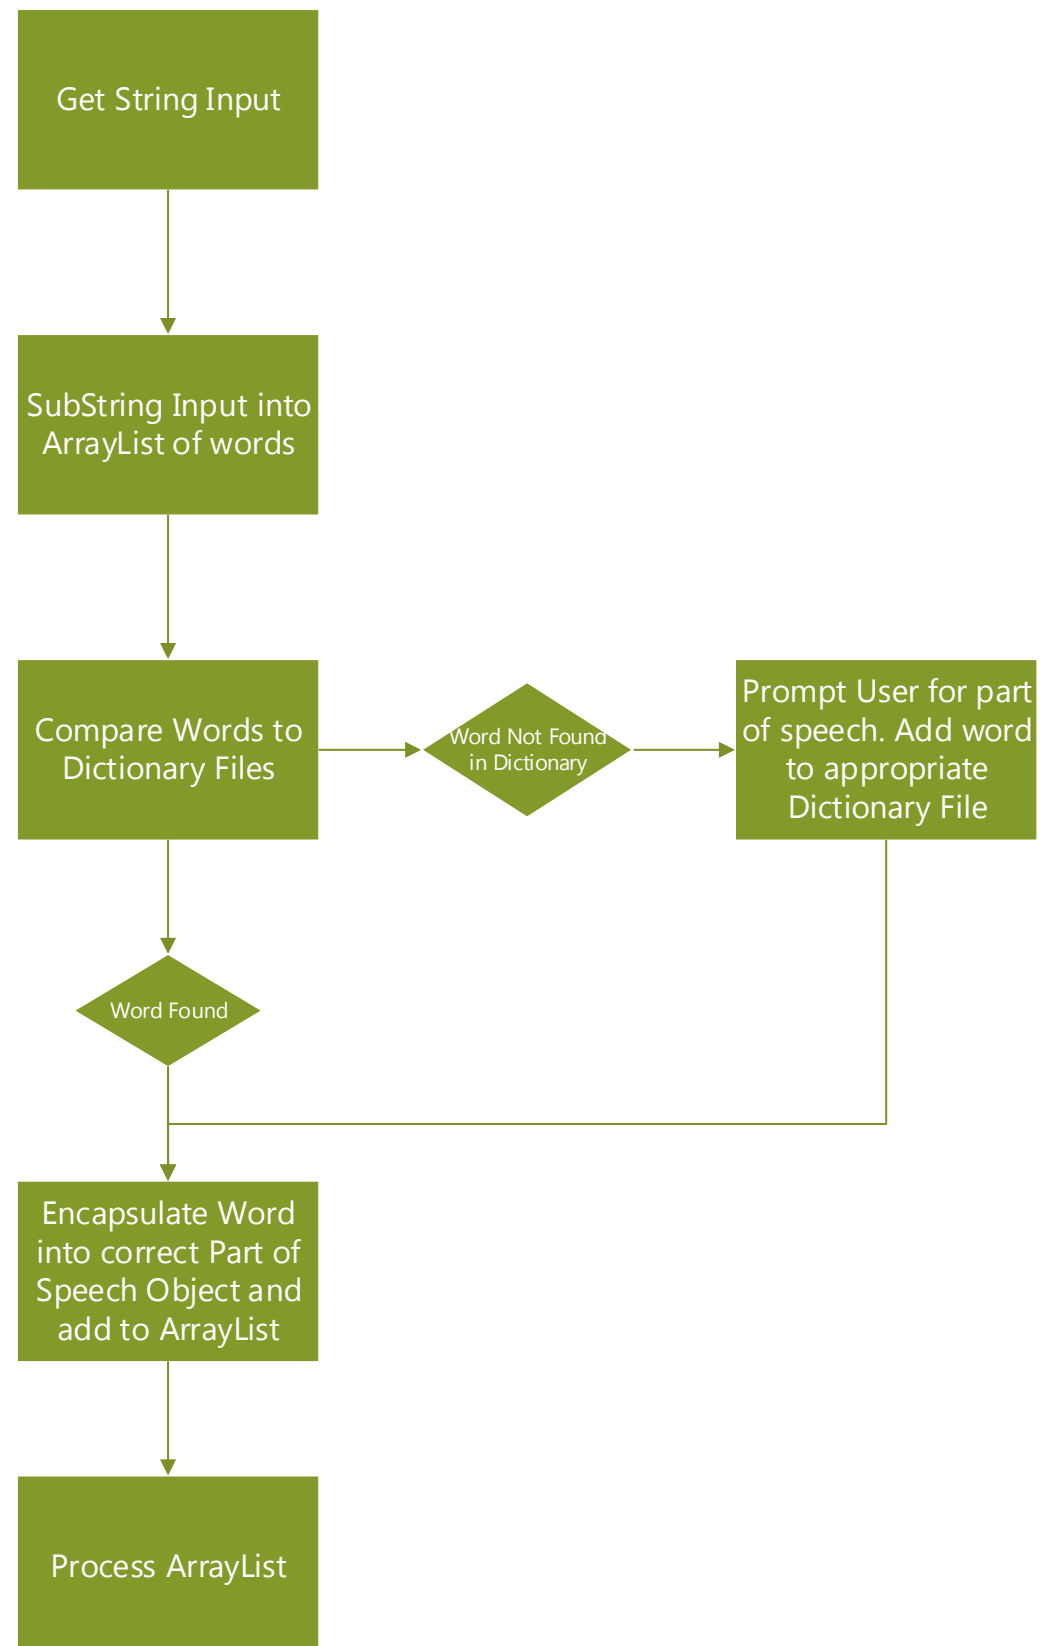 Get String Input
SubString Input into
ArrayList of words
Compare Words to
Dictionary Files
Word Not Found
in Dictionary
Prompt User for part
of speech. Add word
to appropriate
Dictionary File
Word Found
Encapsulate Word
into correct Part of
Speech Object and
add to ArrayList
Process ArrayList